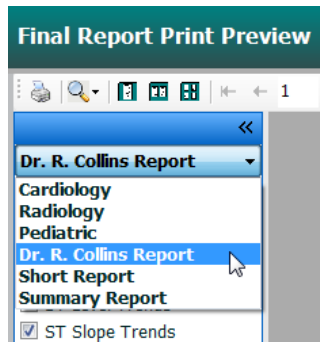 Final Report Print Preview
1
Dr. R. Collins Report
Cardiology
Radiology
Pediatric
Dr. R. Collins Report
Short Report
Summary Report
ST Slope Trends